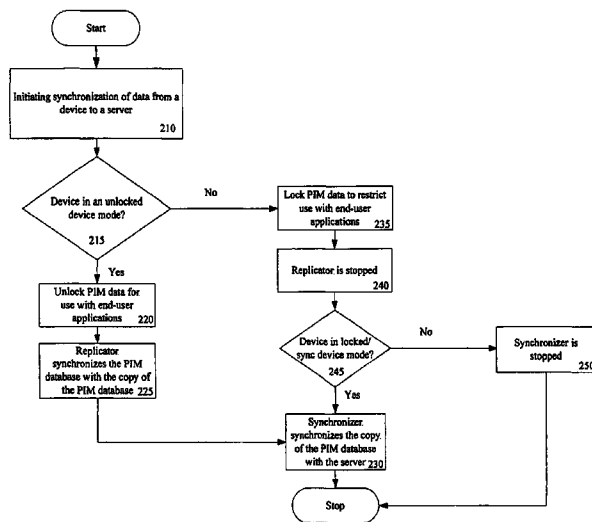 Start
Initiating synchronization of data from a
device to a server
210
Device in an unlocked
device mode?
215
No
Yes
Lock PIM data to restrict
use with end-user
applications 235
Replicator is stopped
240
Unlock PIM data for
use with end-user
applications 220
Replicator
synchronizes the PIM
database with the copy of
the PIM database 225
Device in locked/
sync device mode?
245
No
Yes
Synchronizer is
stopped 250
Synchronizer
synchronizes the copy
of the PIM database
with the server 230
Stop